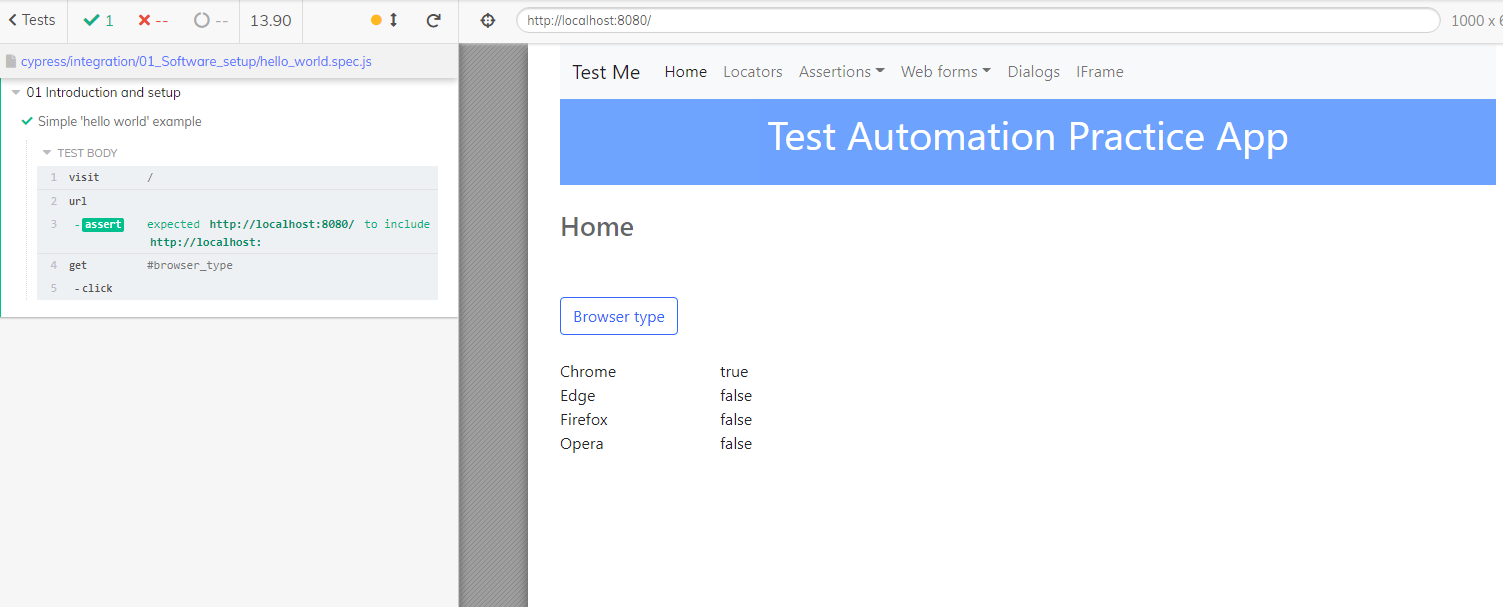 Tests 1 -- -- 13.90
http://localhost:8080/ 1000 x 6
cypress/integration/01_Software_setup/hello_world.spec.js
01 Introduction and setup
Simple 'hello world' example
TEST BODY
1 visit /
2 url
3 -assert expected http://localhost:8080/ to include
http://localhost:
4 get #browser_type
5 -click
Test Me Home Locators Assertions Web forms Dialogs IFrame
Test Automation Practice App
Home
Browser type
Chrome true
Edge false
Firefox false
Opera false